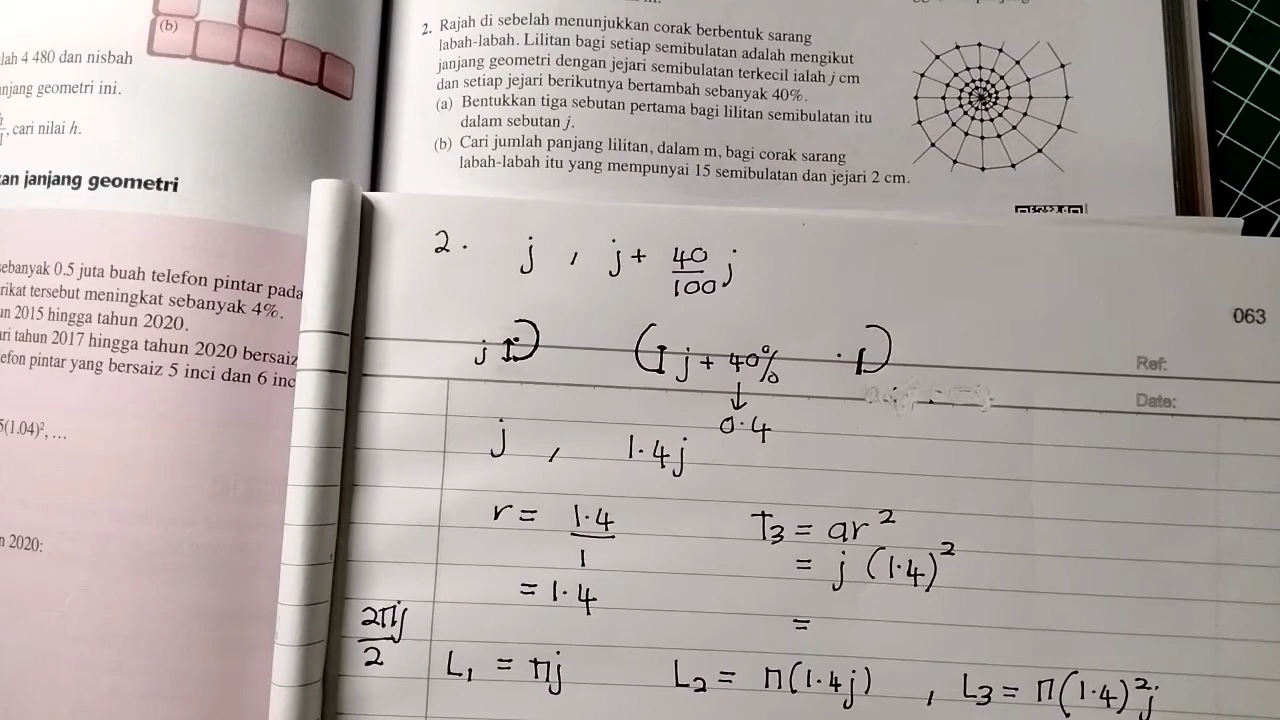 (b)
lah 4 480 dan nisbah
njang geometri ini.
, cari nilai h.
an janjang geometri
sebanyak 0.5 juta buah telefon pintar pada
rikat tersebut meningkat sebanyak 4%.
un 2015 hingga tahun 2020.
ari tahun 2017 hingga tahun 2020 bersaiz
efon pintar yang bersaiz 5 inci dan 6 inc
5(1.04)², ...
n 2020:
2. Rajah di sebelah menunjukkan corak berbentuk sarang
labah-labah. Lilitan bagi setiap semibulatan adalah mengikut
janjang geometri dengan jejari semibulatan terkecil ialah j cm
dan setiap jejari berikutnya bertambah sebanyak 40%.
(a) Bentukkan tiga sebutan pertama bagi lilitan semibulatan itu
dalam sebutan j.
(b) Cari jumlah panjang lilitan, dalam m, bagi corak sarang
labah-labah itu yang mempunyai 15 semibulatan dan jejari 2 cm.
2. j , j + 40/100 j
063
j j + 40%
Ref:
Date:
0.4
j , 1.4j
r = 1.4/1 T₃ = ar²
= j (1.4)²
= 1.4
=
2πj/2
L₁ = πj L₂ = π(1.4j) , L₃ = π(1.4)²j